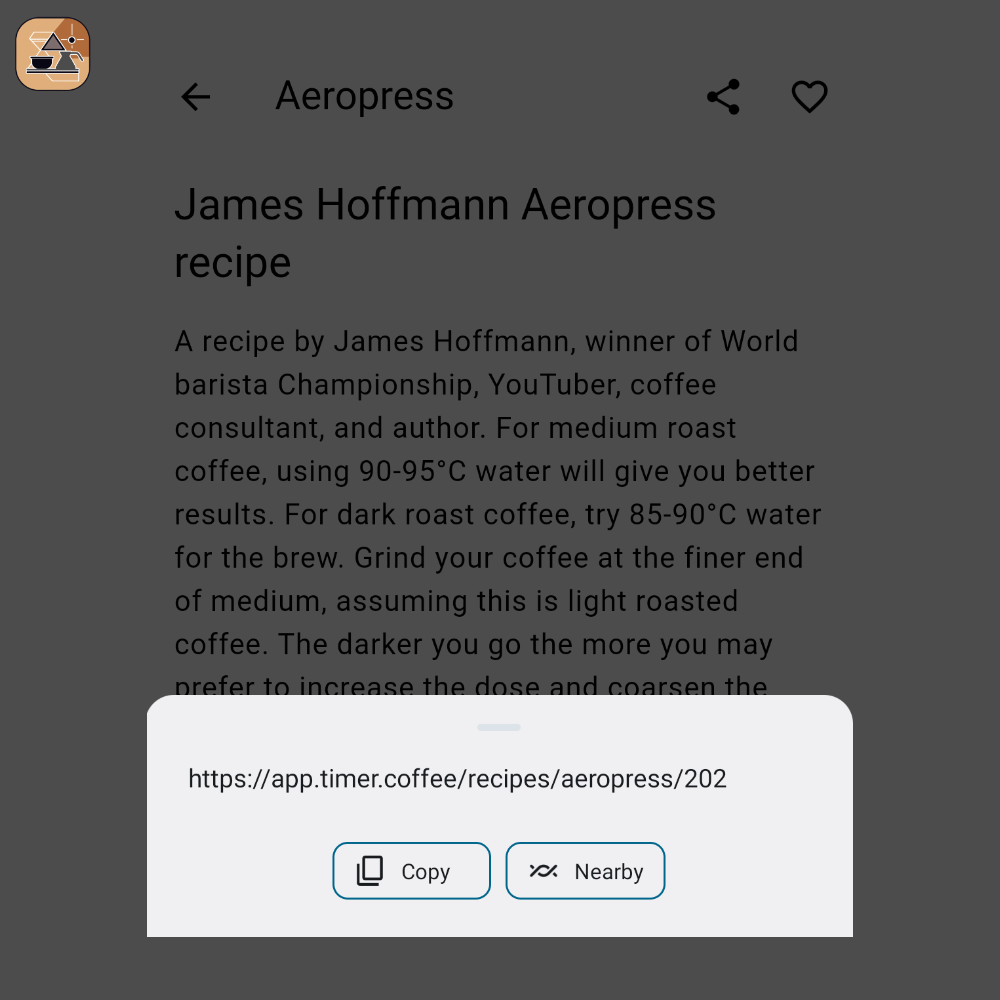 Aeropress
James Hoffmann Aeropress
recipe
A recipe by James Hoffmann, winner of World
barista Championship, YouTuber, coffee
consultant, and author. For medium roast
coffee, using 90-95°C water will give you better
results. For dark roast coffee, try 85-90°C water
for the brew. Grind your coffee at the finer end
of medium, assuming this is light roasted
coffee. The darker you go the more you may
prefer to increase the dose and coarsen the
https://app.timer.coffee/recipes/aeropress/202
Copy
Nearby